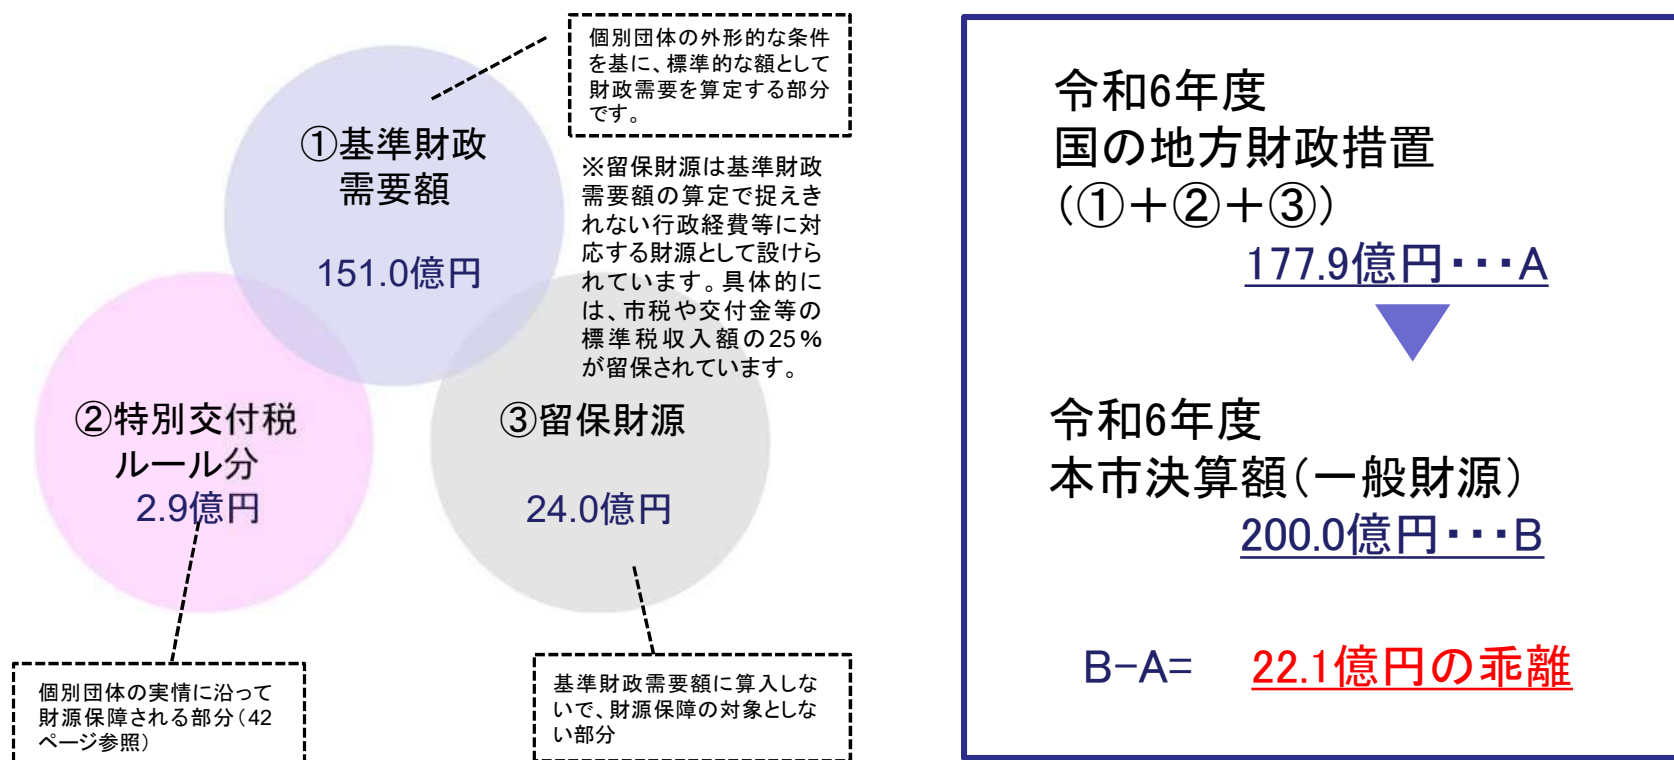 個別団体の外形的な条件
を基に、標準的な額として
財政需要を算定する部分
です。
①基準財政
需要額
151.0億円
※留保財源は基準財政
需要額の算定で捉えき
れない行政経費等に対
応する財源として設けら
れています。具体的に
は、市税や交付金等の
標準税収入額の25%
が留保されています。
②特別交付税
ルール分
2.9億円
③留保財源
24.0億円
個別団体の実情に沿って
財源保障される部分(42
ページ参照)
基準財政需要額に算入しな
いで、財源保障の対象としな
い部分
令和6年度
国の地方財政措置
(①+②+③)
177.9億円・・・A
令和6年度
本市決算額(一般財源)
200.0億円・・・B
B-A= 22.1億円の乖離